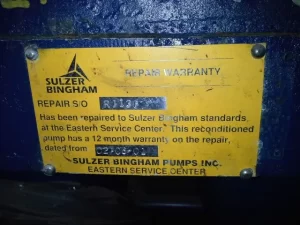 SULZER
BINGHAM
REPAIR WARRANTY
REPAIR S/O
Has been repaired to Sulzer Bingham standards
at the Eastern Service Center. This reconditioned
pump has a 12 month warranty on the repair,
dated from
SULZER BINGHAM PUMPS INC.
EASTERN SERVICE CENTER